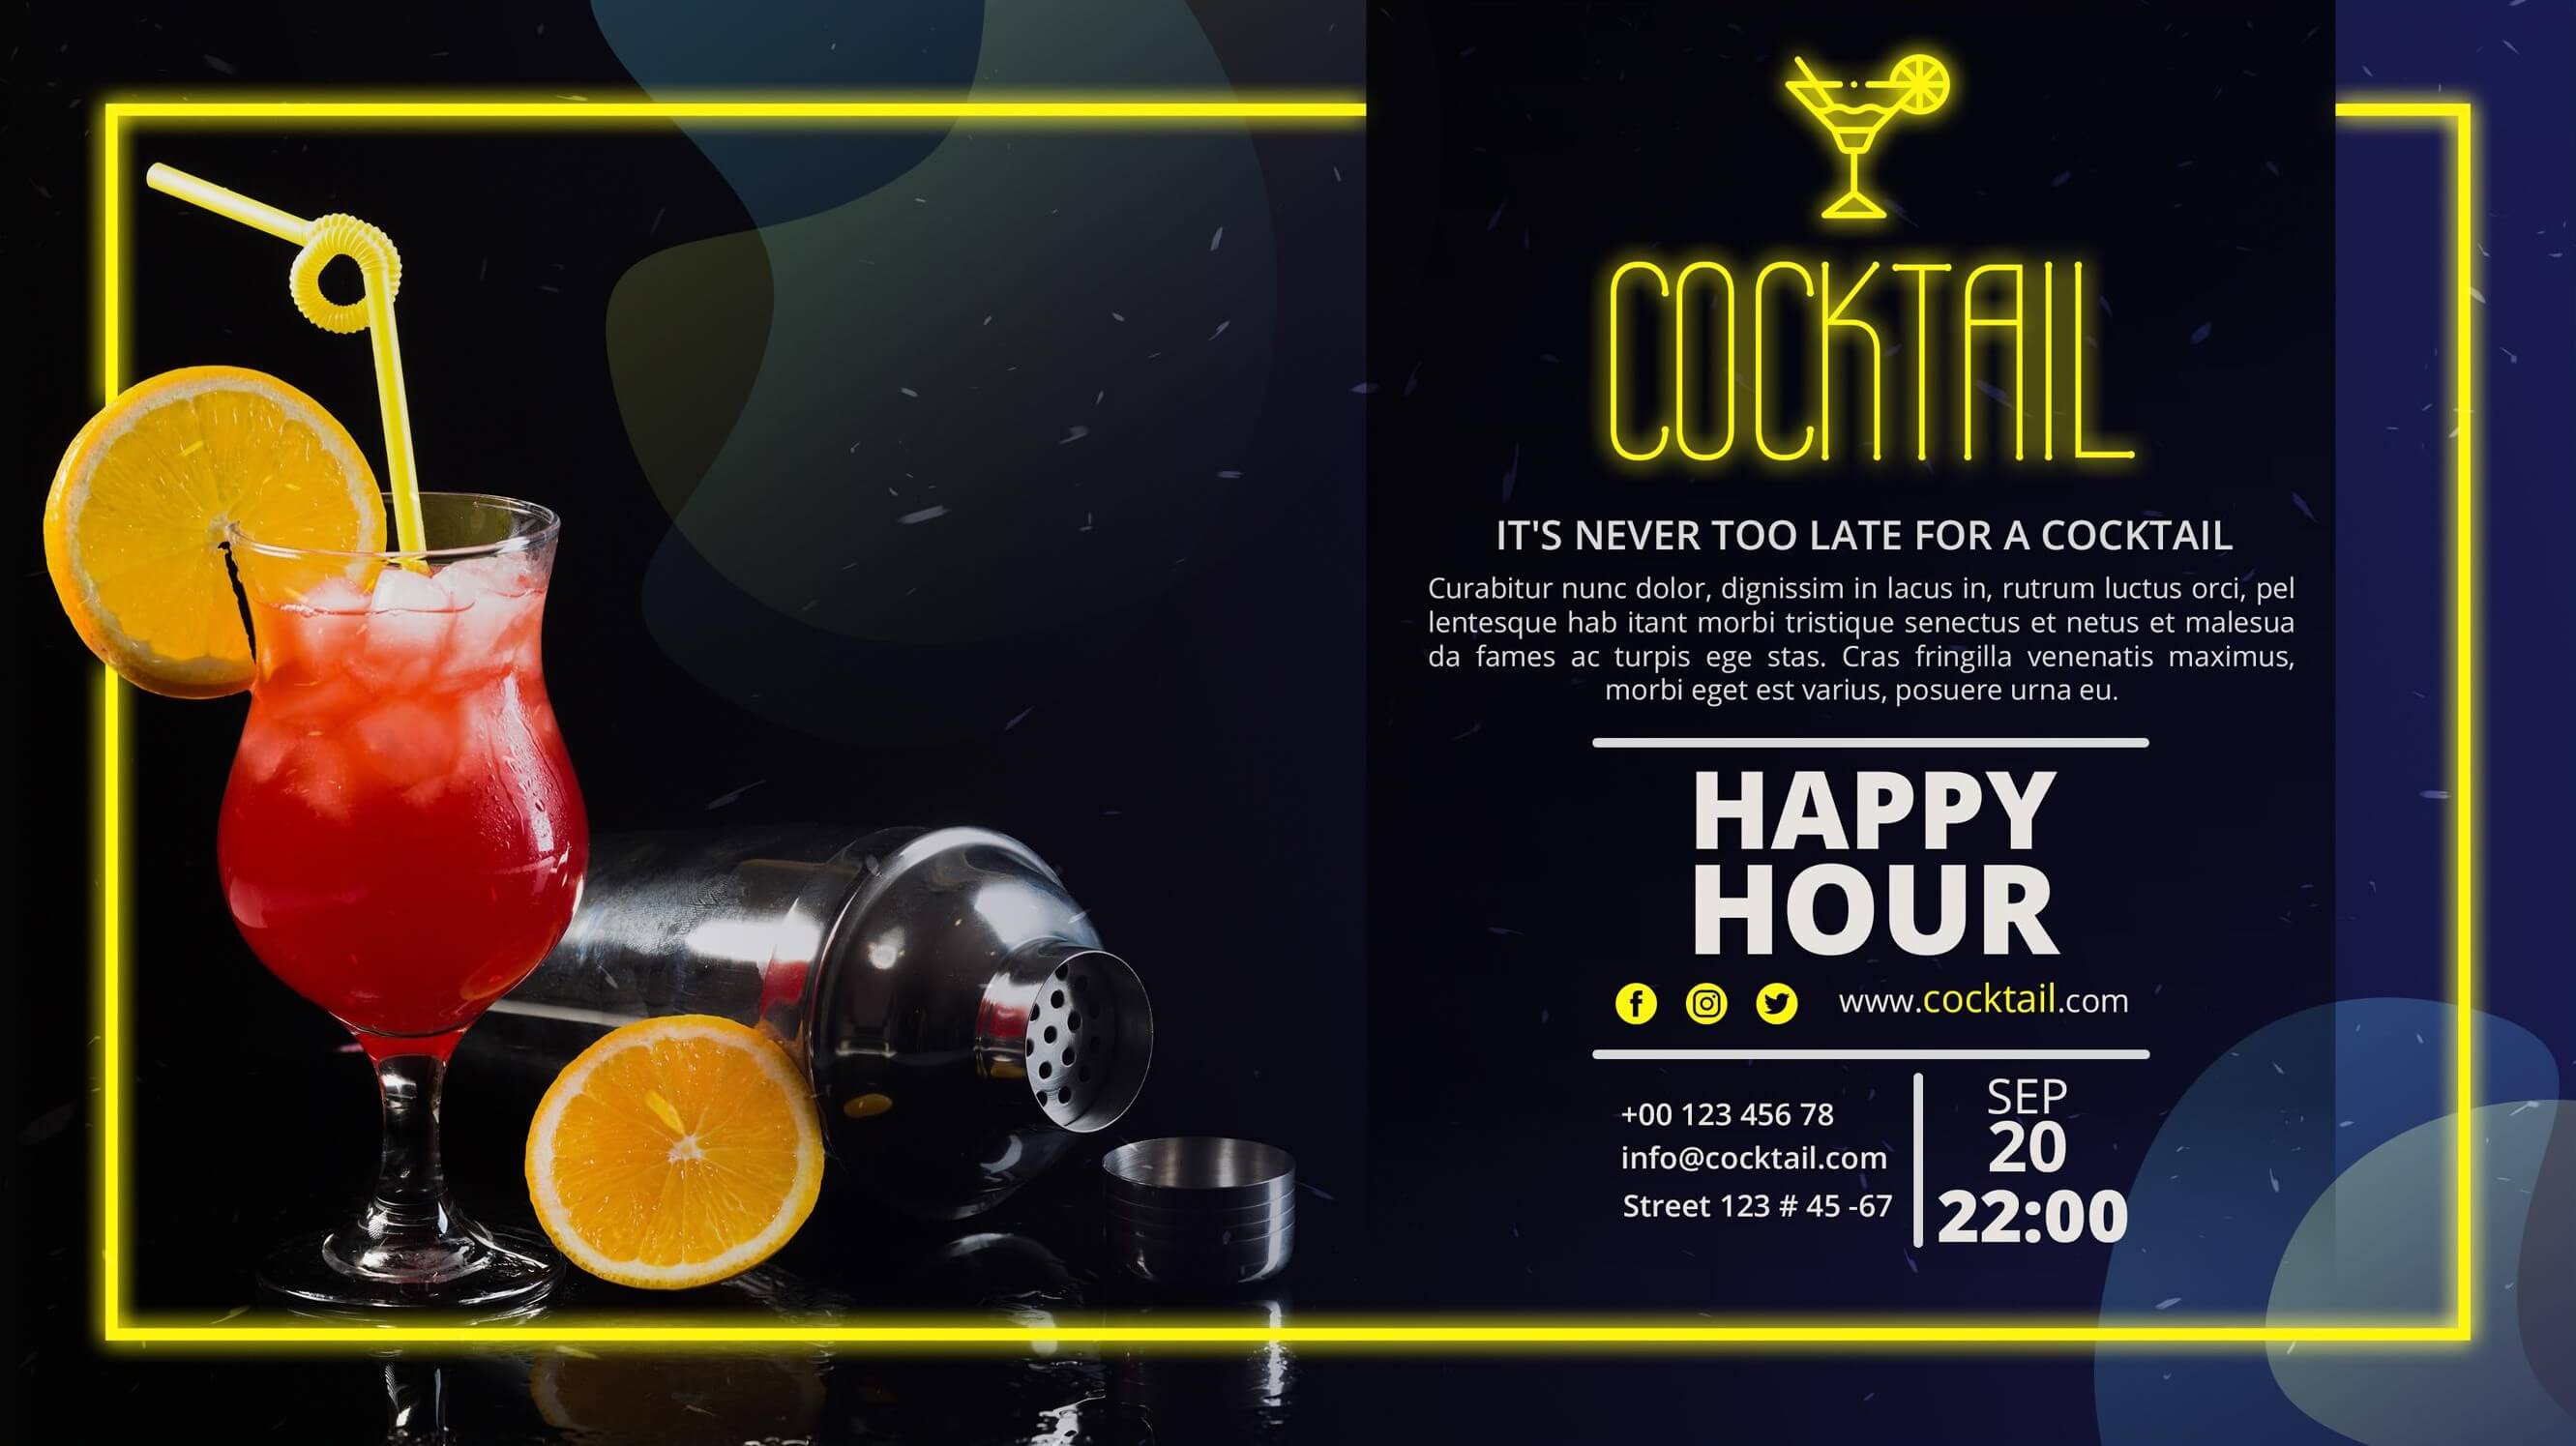 COCKTAIL
IT'S NEVER TOO LATE FOR A COCKTAIL
Curabitur nunc dolor, dignissim in lacus in, rutrum luctus orci, pel
lentesque hab itant morbi tristique senectus et netus et malesua
da fames ac turpis ege stas. Cras fringilla venenatis maximus,
morbi eget est varius, posuere urna eu.
HAPPY
HOUR
www.cocktail.com
+00 123 456 78
info@cocktail.com
Street 123 # 45 -67
SEP
20
22:00